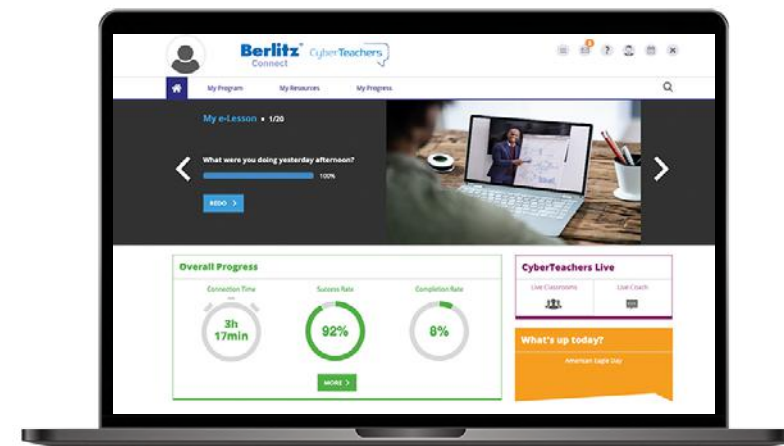 Berlitz® CyberTeachers
Connect
8
?
My Program My Resources My Progress
My e-Lesson • 1/20
What were you doing yesterday afternoon?
100%
REDO >
Overall Progress
Connection Time Success Rate Completion Rate
3h
17min
92%
8%
MORE >
CyberTeachers Live
Live Classrooms Live Coach
What's up today?
American Eagle Day